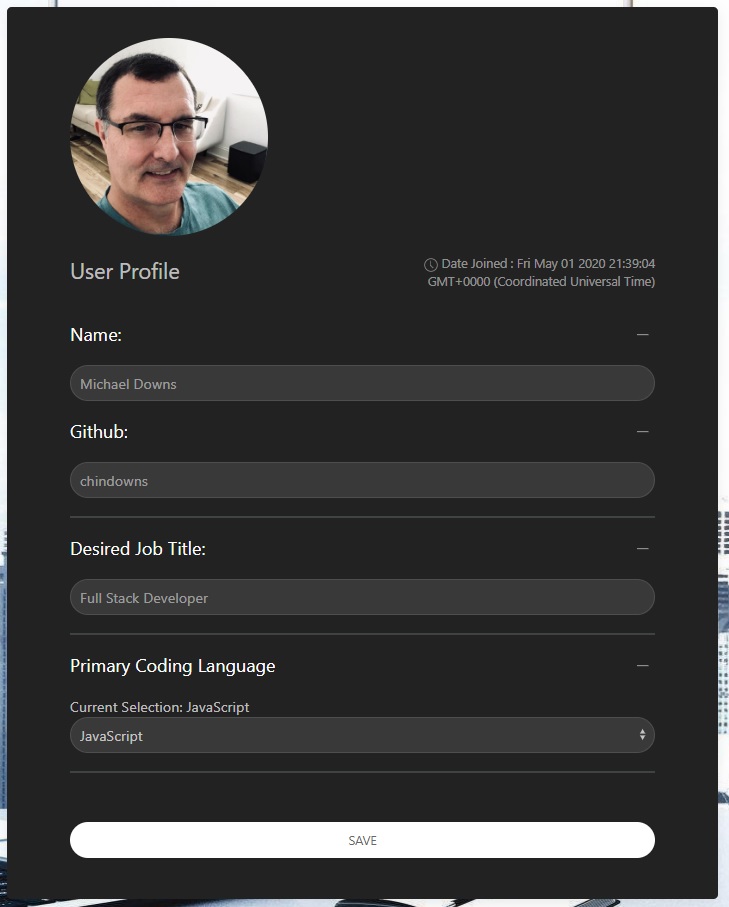 User Profile
Date Joined : Fri May 01 2020 21:39:04
GMT+0000 (Coordinated Universal Time)
Name:
Michael Downs
Github:
chindowns
Desired Job Title:
Full Stack Developer
Primary Coding Language
Current Selection: JavaScript
JavaScript
SAVE